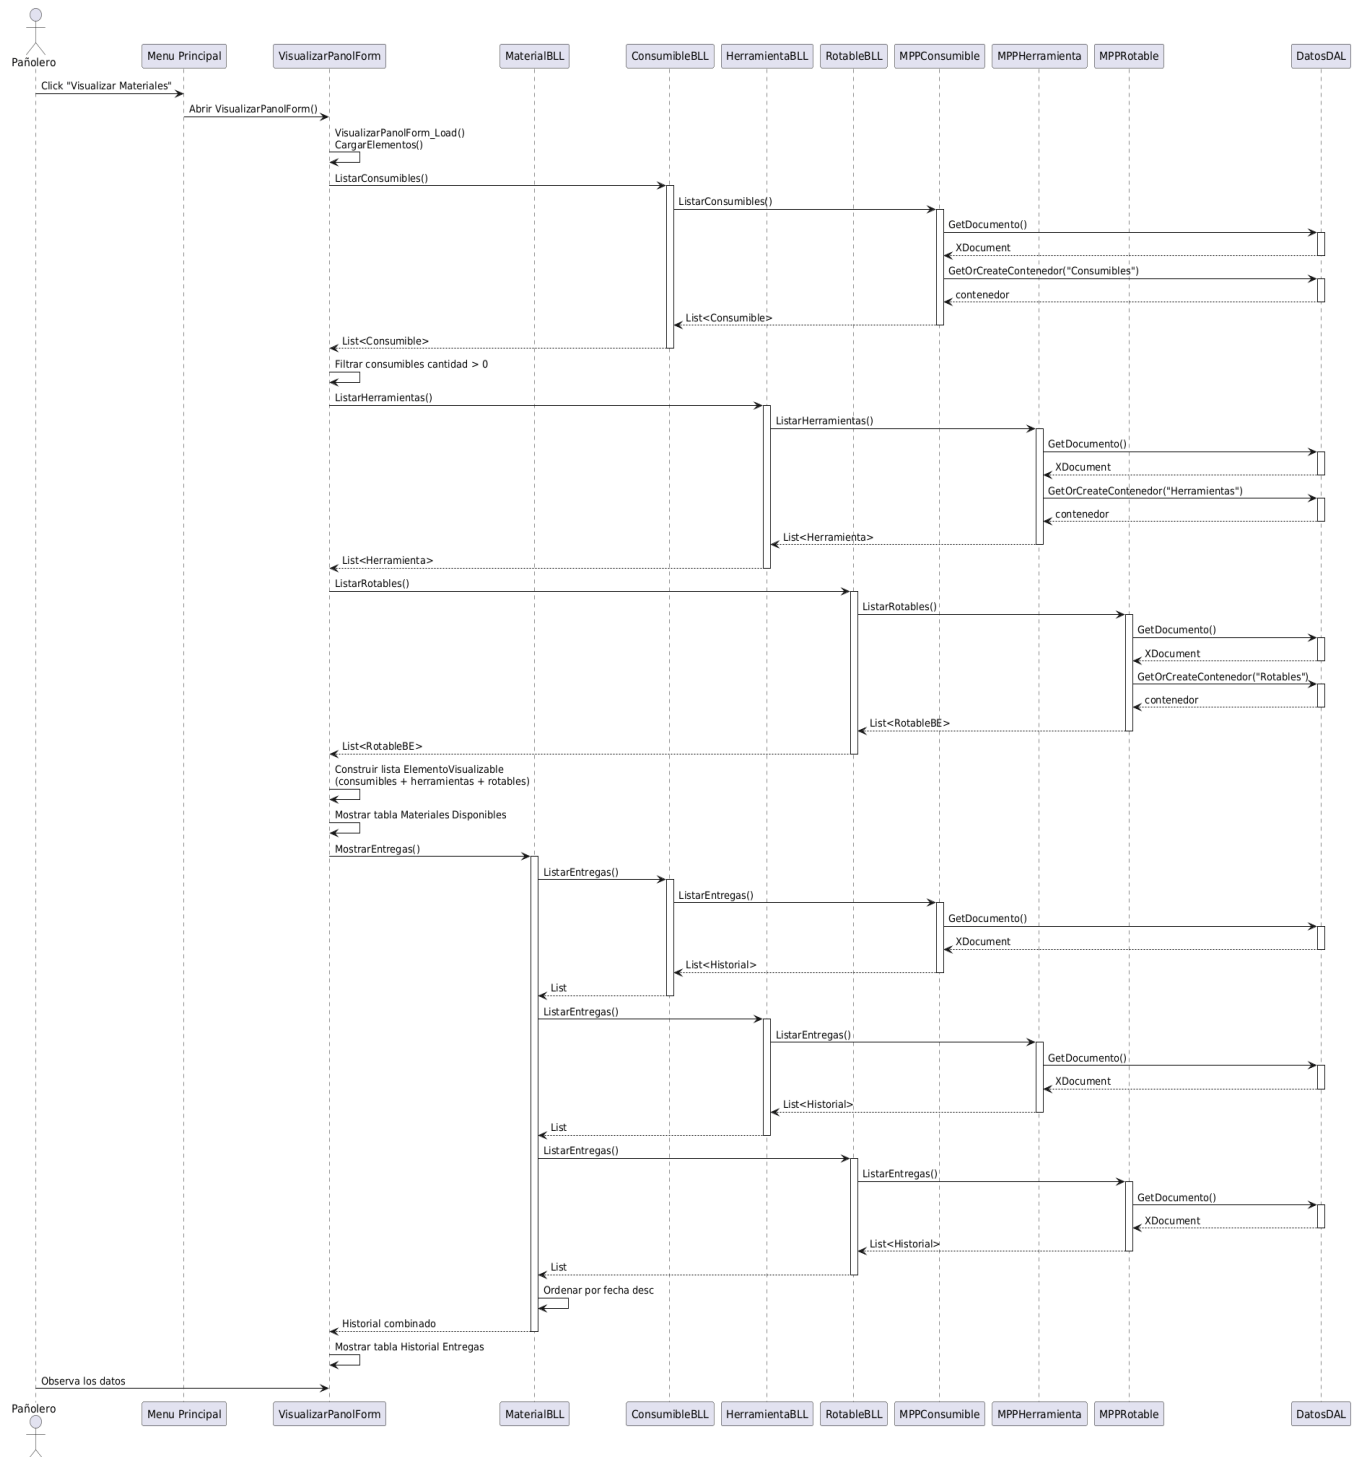 Pañolero
Menu Principal
VisualizarPanolForm
MaterialBLL
ConsumibleBLL
HerramientaBLL
RotableBLL
MPPConsumible
MPPHerramienta
MPPRotable
DatosDAL
Click "Visualizar Materiales"
Abrir VisualizarPanolForm()
VisualizarPanolForm_Load()
CargarElementos()
ListarConsumibles()
ListarConsumibles()
GetDocumento()
XDocument
GetOrCreateContenedor("Consumibles")
contenedor
List<Consumible>
List<Consumible>
Filtrar consumibles cantidad > 0
ListarHerramientas()
ListarHerramientas()
GetDocumento()
XDocument
GetOrCreateContenedor("Herramientas")
contenedor
List<Herramienta>
List<Herramienta>
ListarRotables()
ListarRotables()
GetDocumento()
XDocument
GetOrCreateContenedor("Rotables")
contenedor
List<RotableBE>
List<RotableBE>
Construir lista ElementoVisualizable
(consumibles + herramientas + rotables)
Mostrar tabla Materiales Disponibles
MostrarEntregas()
ListarEntregas()
ListarEntregas()
GetDocumento()
XDocument
List<Historial>
List
ListarEntregas()
ListarEntregas()
GetDocumento()
XDocument
List<Historial>
List
ListarEntregas()
ListarEntregas()
GetDocumento()
XDocument
List<Historial>
List
Ordenar por fecha desc
Historial combinado
Mostrar tabla Historial Entregas
Observa los datos
Pañolero
Menu Principal
VisualizarPanolForm
MaterialBLL
ConsumibleBLL
HerramientaBLL
RotableBLL
MPPConsumible
MPPHerramienta
MPPRotable
DatosDAL